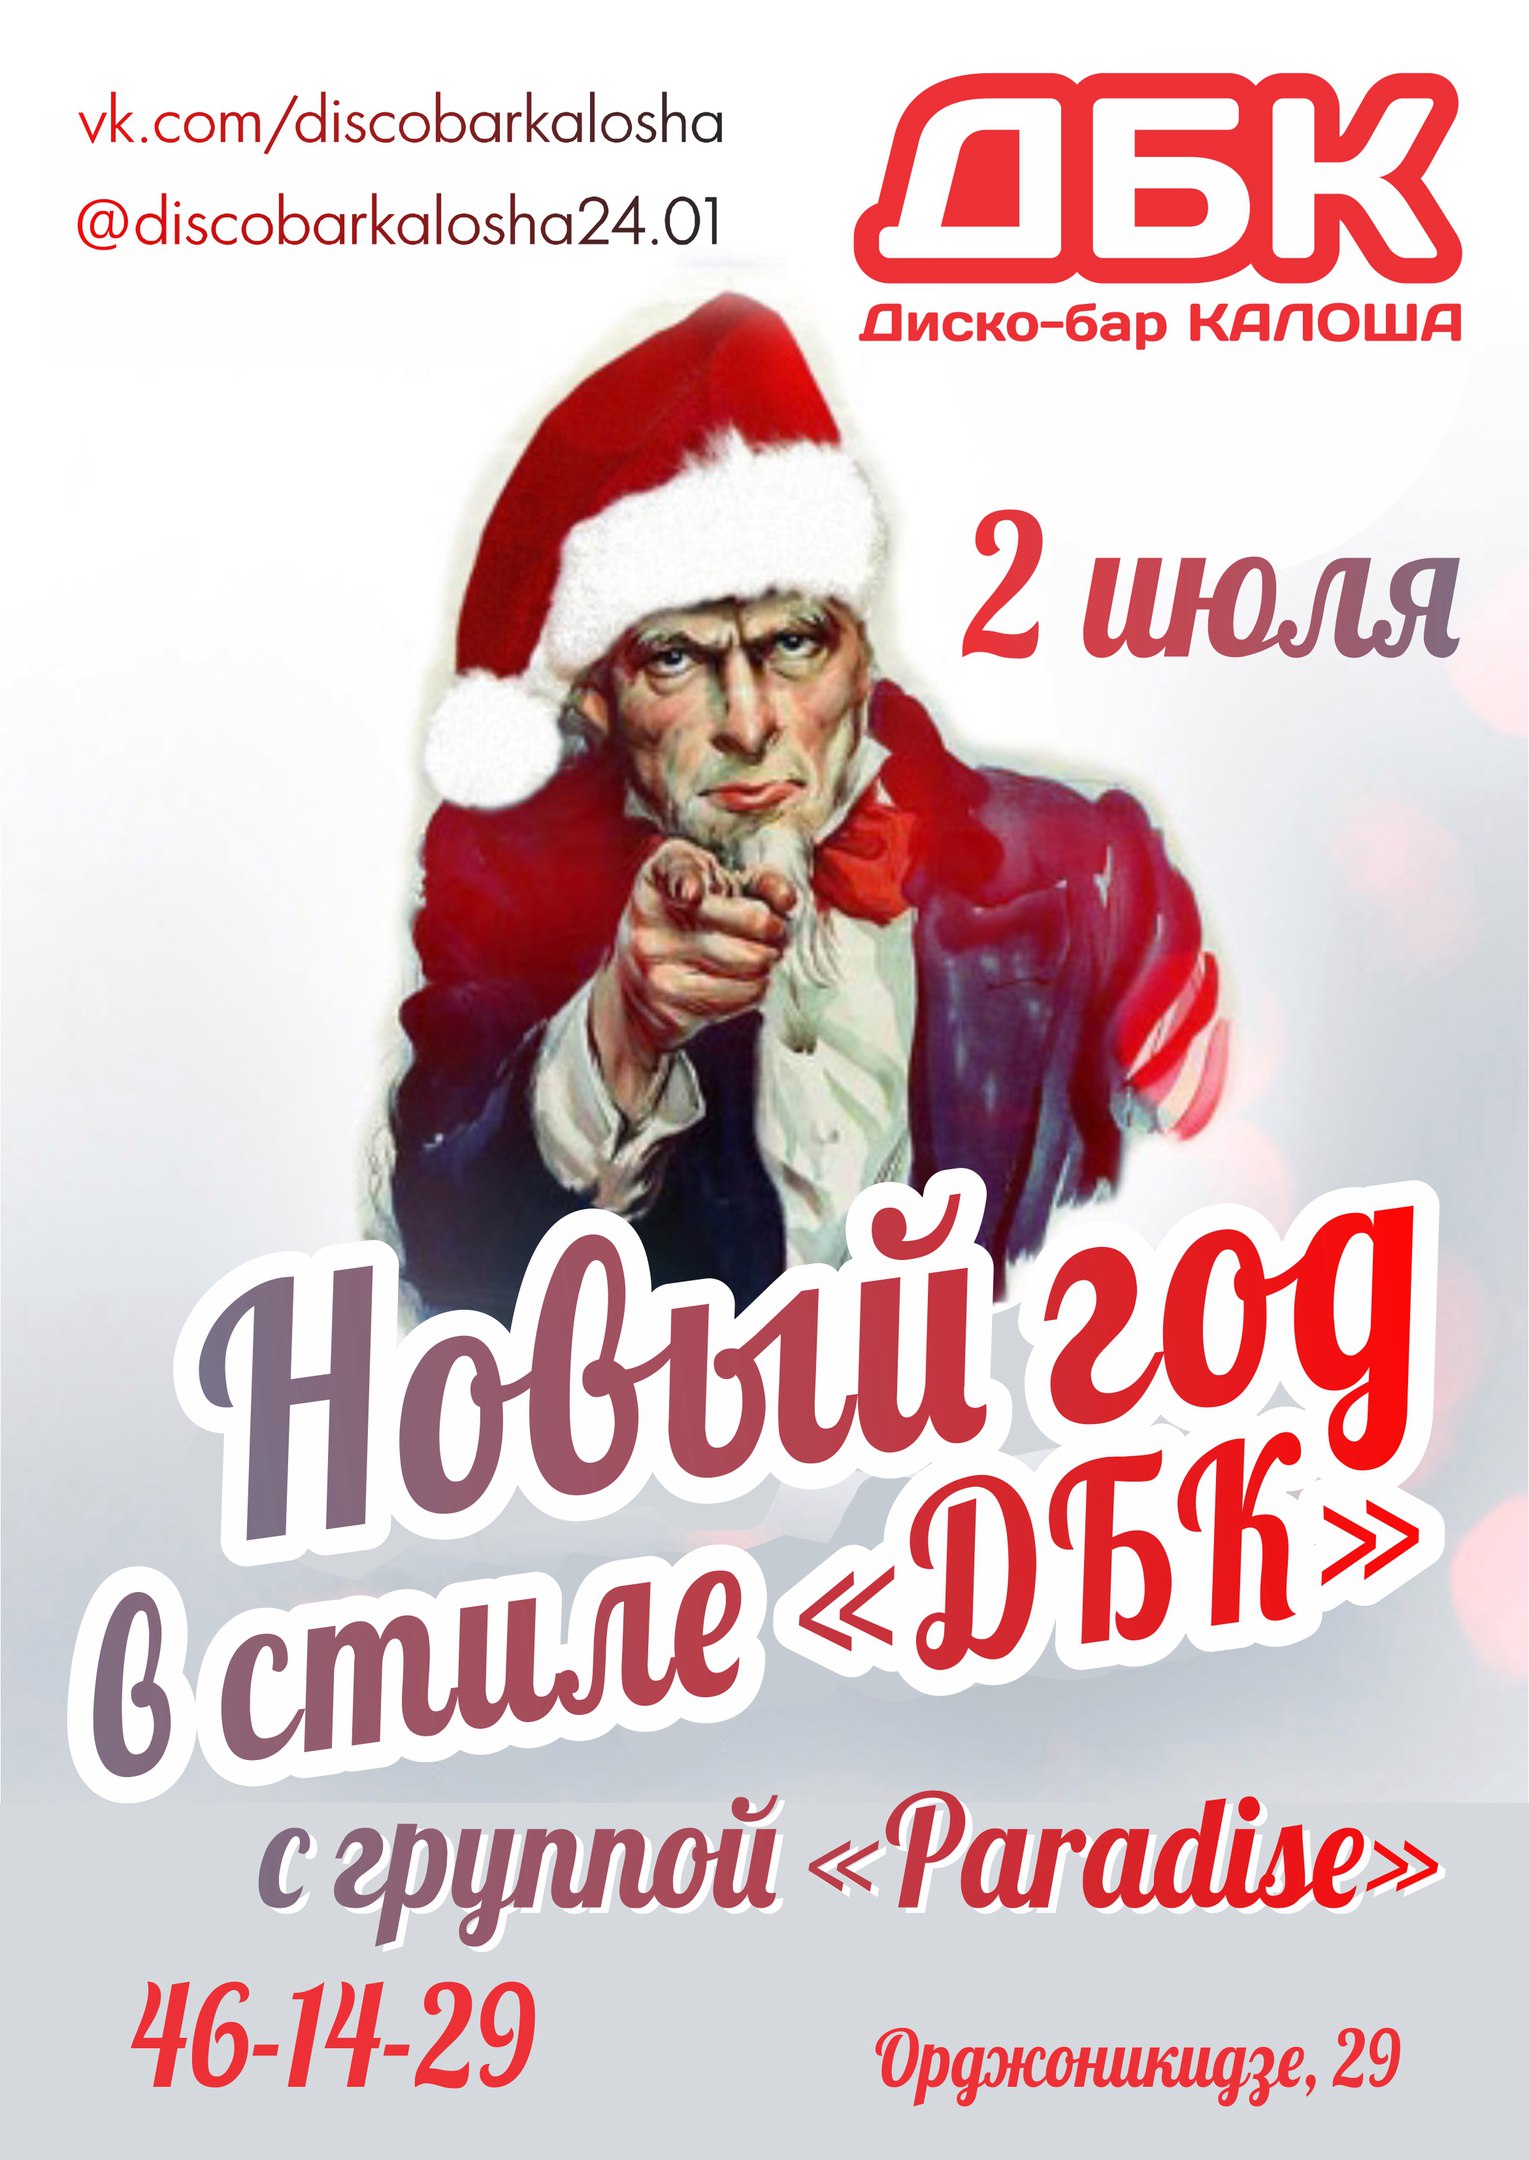 vk.com/discobarkalosha
@discobarkalosha24.01
ДБК
Диско-бар КАЛОША
2 июля
Новый год
в стиле «ДБК»
с группой «Paradise»
46-14-29
Орджоникидзе, 29